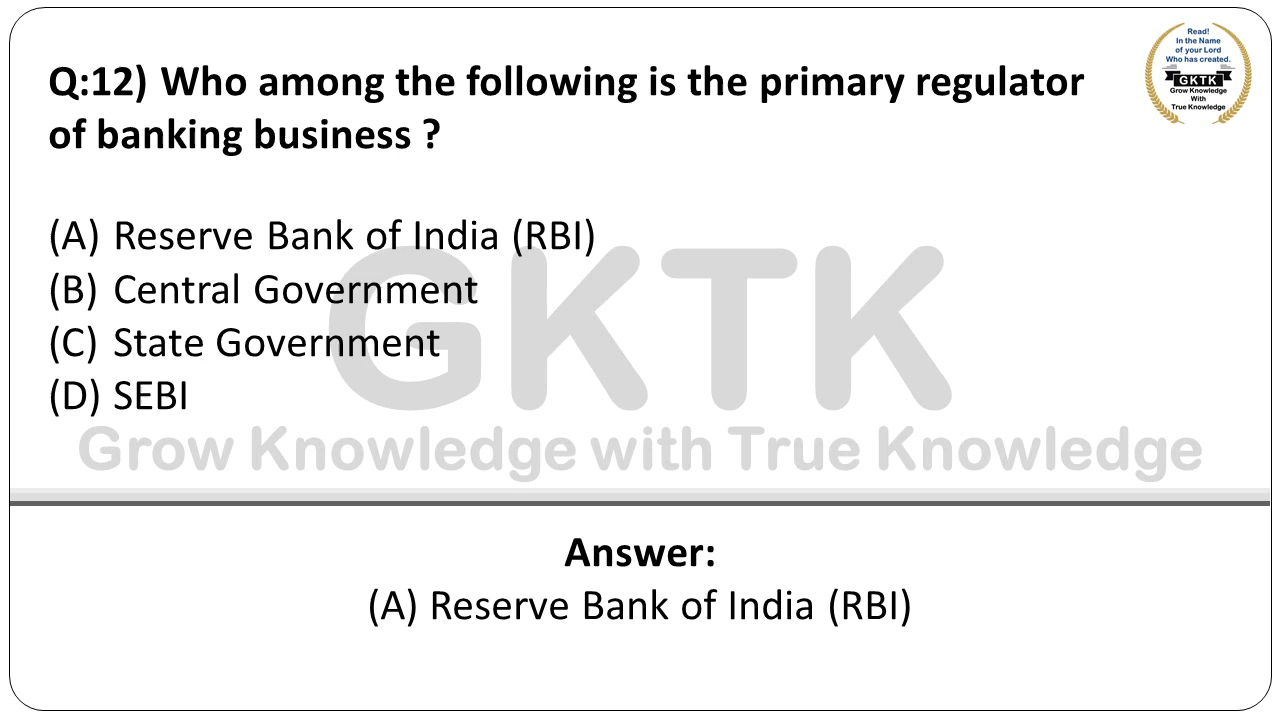 Q:12) Who among the following is the primary regulator
of banking business ?
Read!
In the Name
of your Lord
Who has created.
GKTK
Grow Knowledge
With
True Knowledge
(A) Reserve Bank of India (RBI)
(B) Central Government
(C) State Government
(D) SEBI
GKTK
Grow Knowledge with True Knowledge
Answer:
(A) Reserve Bank of India (RBI)